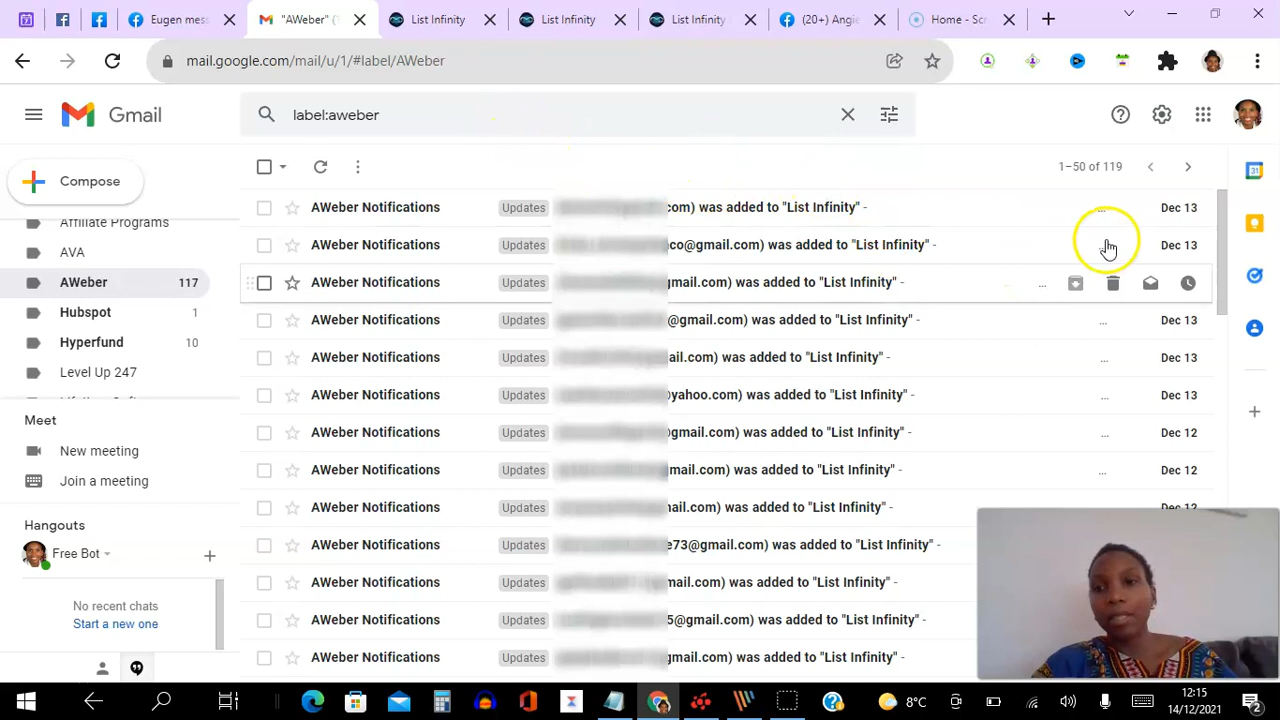 Eugen mess
"AWeber" (
List Infinity
List Infinity
List Infinity
(20+) Angie
Home - Scr
mail.google.com/mail/u/1/#label/AWeber
Gmail
label:aweber
Compose
1–50 of 119
Affiliate Programs
AVA
AWeber 117
Hubspot 1
Hyperfund 10
Level Up 247
Meet
New meeting
Join a meeting
Hangouts
Free Bot
No recent chats
Start a new one
AWeber Notifications Updates com) was added to "List Infinity" - ... Dec 13
AWeber Notifications Updates co@gmail.com) was added to "List Infinity" - Dec 13
AWeber Notifications Updates gmail.com) was added to "List Infinity" - ...
AWeber Notifications Updates @gmail.com) was added to "List Infinity" - ... Dec 13
AWeber Notifications Updates ail.com) was added to "List Infinity" - ... Dec 13
AWeber Notifications Updates yahoo.com) was added to "List Infinity" - ... Dec 13
AWeber Notifications Updates gmail.com) was added to "List Infinity" - ... Dec 12
AWeber Notifications Updates mail.com) was added to "List Infinity" - ... Dec 12
AWeber Notifications Updates ail.com) was added to "List Infinity" - Dec 12
AWeber Notifications Updates e73@gmail.com) was added to "List Infinity" -
AWeber Notifications Updates mail.com) was added to "List Infinity" -
AWeber Notifications Updates 5@gmail.com) was added to "List Infinity" -
AWeber Notifications Updates gmail.com) was added to "List Infinity" -
8°C
12:15
14/12/2021
2